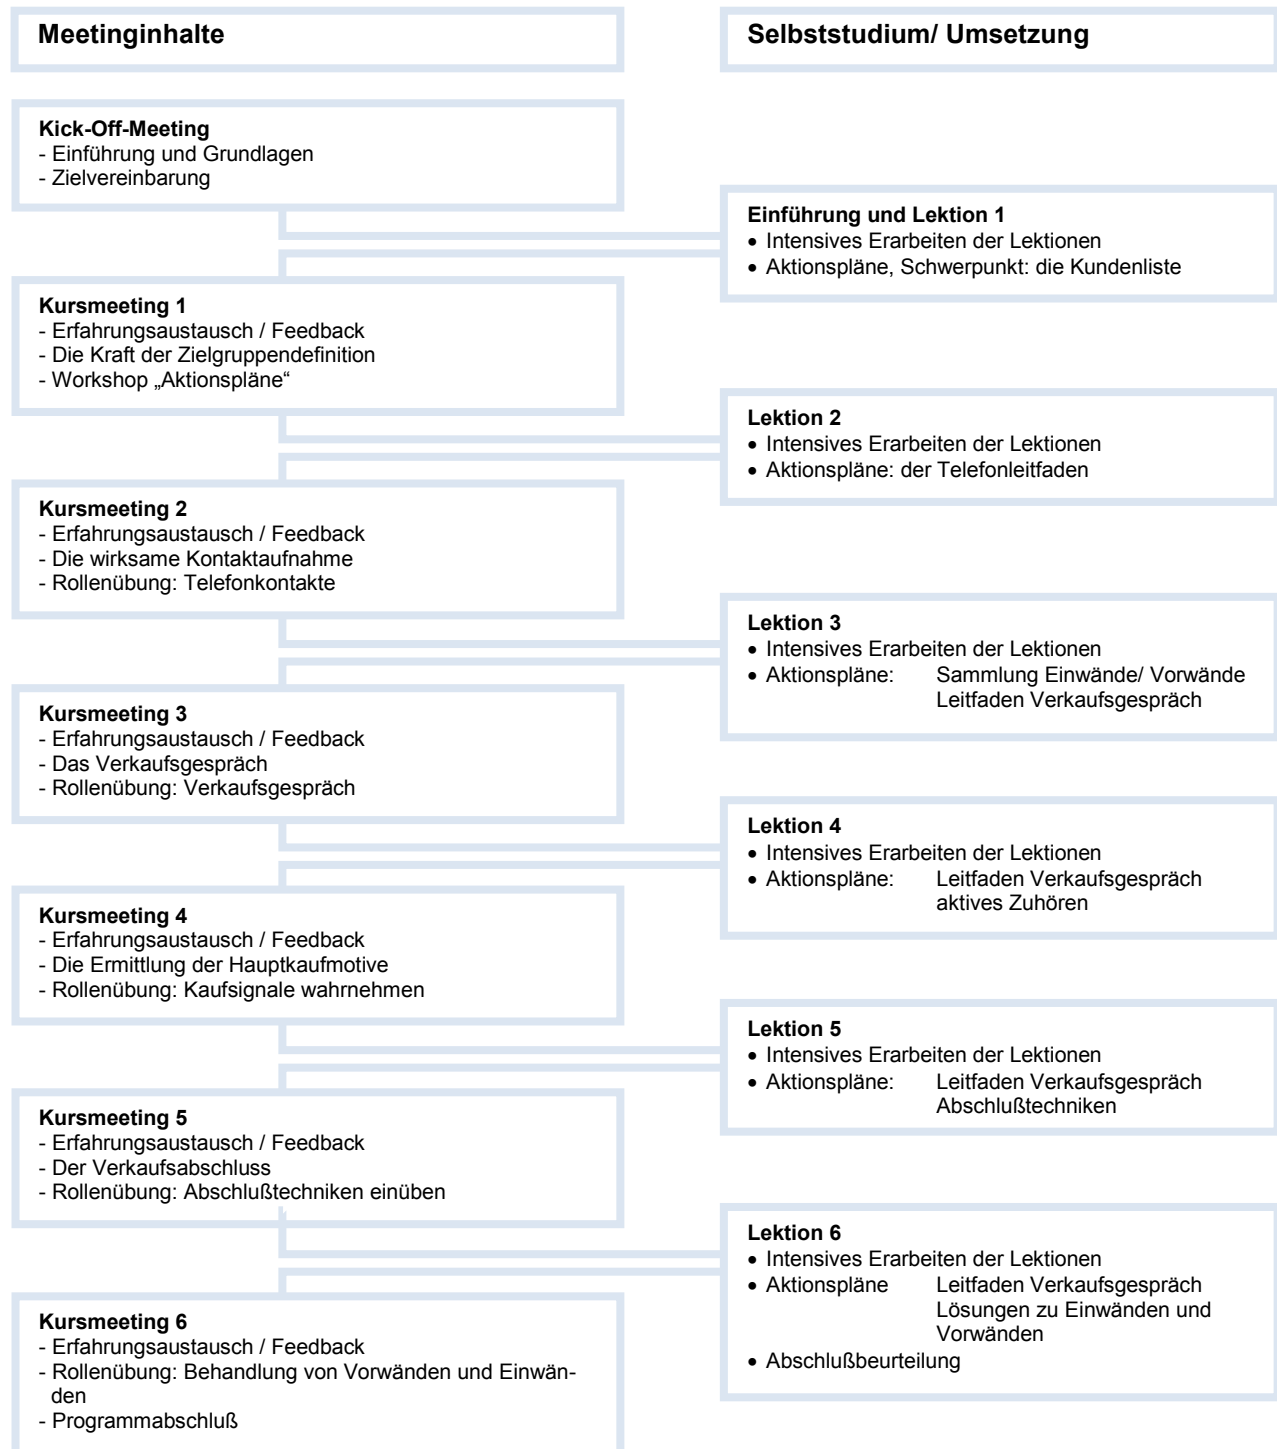 Meetinginhalte
Selbststudium/ Umsetzung
Kick-Off-Meeting
- Einführung und Grundlagen
- Zielvereinbarung
Einführung und Lektion 1
• Intensives Erarbeiten der Lektionen
• Aktionspläne, Schwerpunkt: die Kundenliste
Kursmeeting 1
- Erfahrungsaustausch / Feedback
- Die Kraft der Zielgruppendefinition
- Workshop „Aktionspläne“
Lektion 2
• Intensives Erarbeiten der Lektionen
• Aktionspläne: der Telefonleitfaden
Kursmeeting 2
- Erfahrungsaustausch / Feedback
- Die wirksame Kontaktaufnahme
- Rollenübung: Telefonkontakte
Lektion 3
• Intensives Erarbeiten der Lektionen
• Aktionspläne: Sammlung Einwände/ Vorwände
Leitfaden Verkaufsgespräch
Kursmeeting 3
- Erfahrungsaustausch / Feedback
- Das Verkaufsgespräch
- Rollenübung: Verkaufsgespräch
Lektion 4
• Intensives Erarbeiten der Lektionen
• Aktionspläne: Leitfaden Verkaufsgespräch
aktives Zuhören
Kursmeeting 4
- Erfahrungsaustausch / Feedback
- Die Ermittlung der Hauptkaufmotive
- Rollenübung: Kaufsignale wahrnehmen
Lektion 5
• Intensives Erarbeiten der Lektionen
• Aktionspläne: Leitfaden Verkaufsgespräch
Abschlußtechniken
Kursmeeting 5
- Erfahrungsaustausch / Feedback
- Der Verkaufsabschluss
- Rollenübung: Abschlußtechniken einüben
Lektion 6
• Intensives Erarbeiten der Lektionen
• Aktionspläne Leitfaden Verkaufsgespräch
Lösungen zu Einwänden und
Vorwänden
• Abschlußbeurteilung
Kursmeeting 6
- Erfahrungsaustausch / Feedback
- Rollenübung: Behandlung von Vorwänden und Einwän-
den
- Programmabschluß